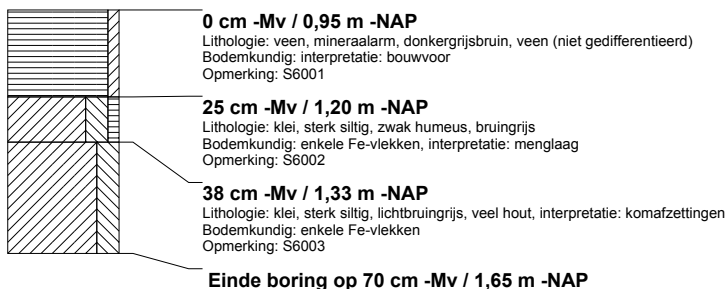 0 cm -Mv / 0,95 m -NAP
Lithologie: veen, mineraalarm, donkergrijsbruin, veen (niet gedifferentieerd)
Bodemkundig: interpretatie: bouwvoor
Opmerking: S6001
25 cm -Mv / 1,20 m -NAP
Lithologie: klei, sterk siltig, zwak humeus, bruingrijs
Bodemkundig: enkele Fe-vlekken, interpretatie: menglaag
Opmerking: S6002
38 cm -Mv / 1,33 m -NAP
Lithologie: klei, sterk siltig, lichtbruingrijs, veel hout, interpretatie: komafzettingen
Bodemkundig: enkele Fe-vlekken
Opmerking: S6003
Einde boring op 70 cm -Mv / 1,65 m -NAP